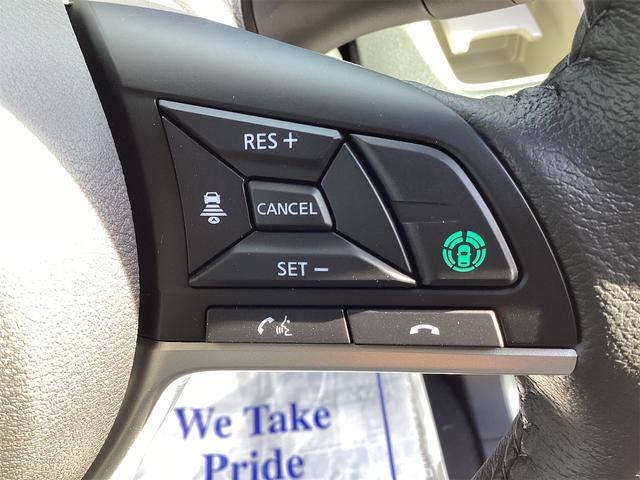 RES +
CANCEL
SET −
We Take
Pride